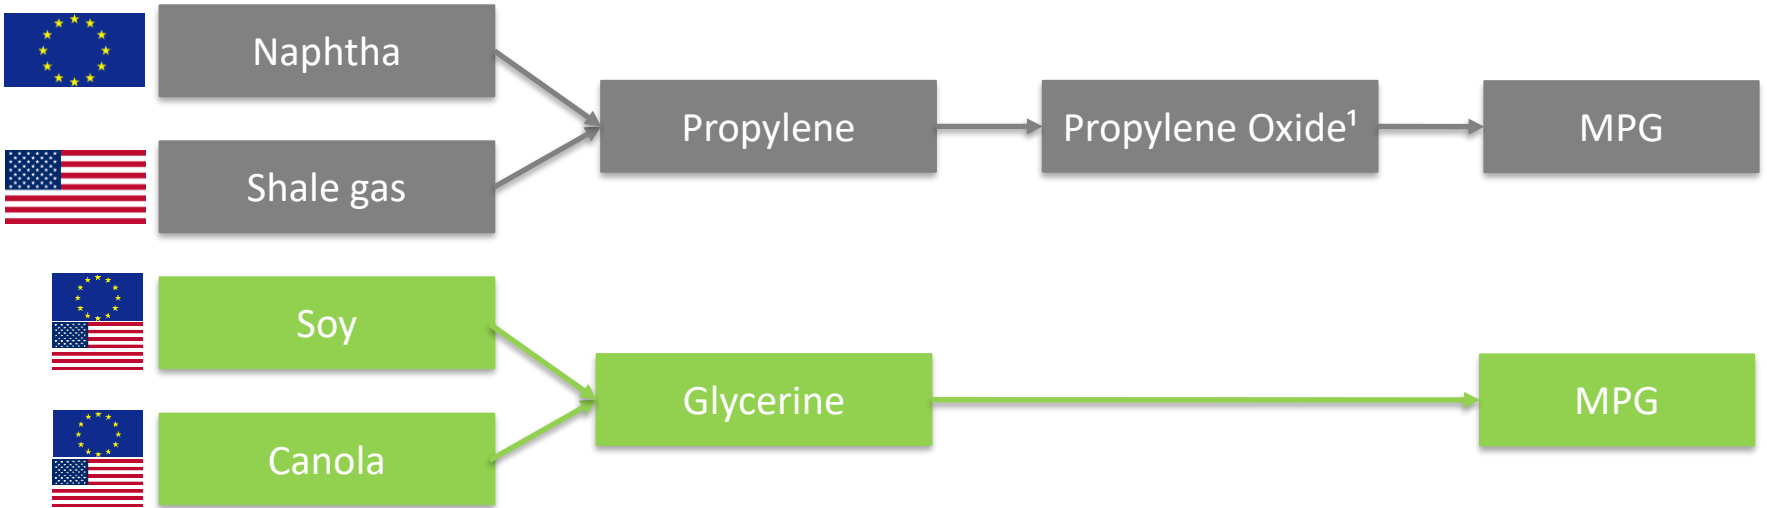 Naphtha
Shale gas
Propylene
Propylene Oxide¹
MPG
Soy
Canola
Glycerine
MPG